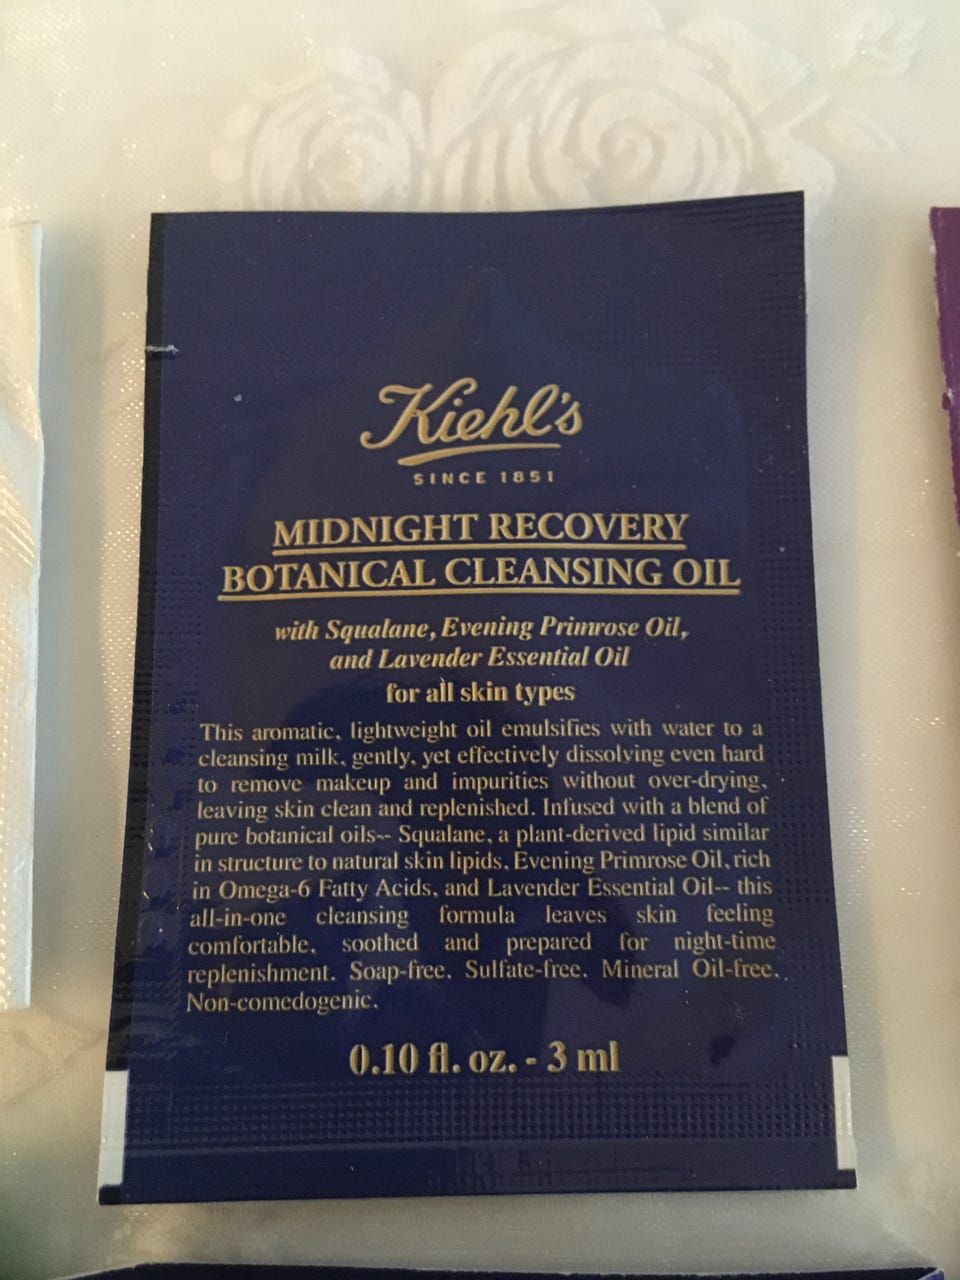 Kiehl's
SINCE 1851
MIDNIGHT RECOVERY
BOTANICAL CLEANSING OIL
with Squalane, Evening Primrose Oil,
and Lavender Essential Oil
for all skin types
This aromatic, lightweight oil emulsifies with water to a
cleansing milk, gently, yet effectively dissolving even hard
to remove makeup and impurities without over-drying,
leaving skin clean and replenished. Infused with a blend of
pure botanical oils-- Squalane, a plant-derived lipid similar
in structure to natural skin lipids, Evening Primrose Oil, rich
in Omega-6 Fatty Acids, and Lavender Essential Oil-- this
all-in-one cleansing formula leaves skin feeling
comfortable, soothed and prepared for night-time
replenishment. Soap-free, Sulfate-free, Mineral Oil-free,
Non-comedogenic.
0.10 fl. oz. - 3 ml